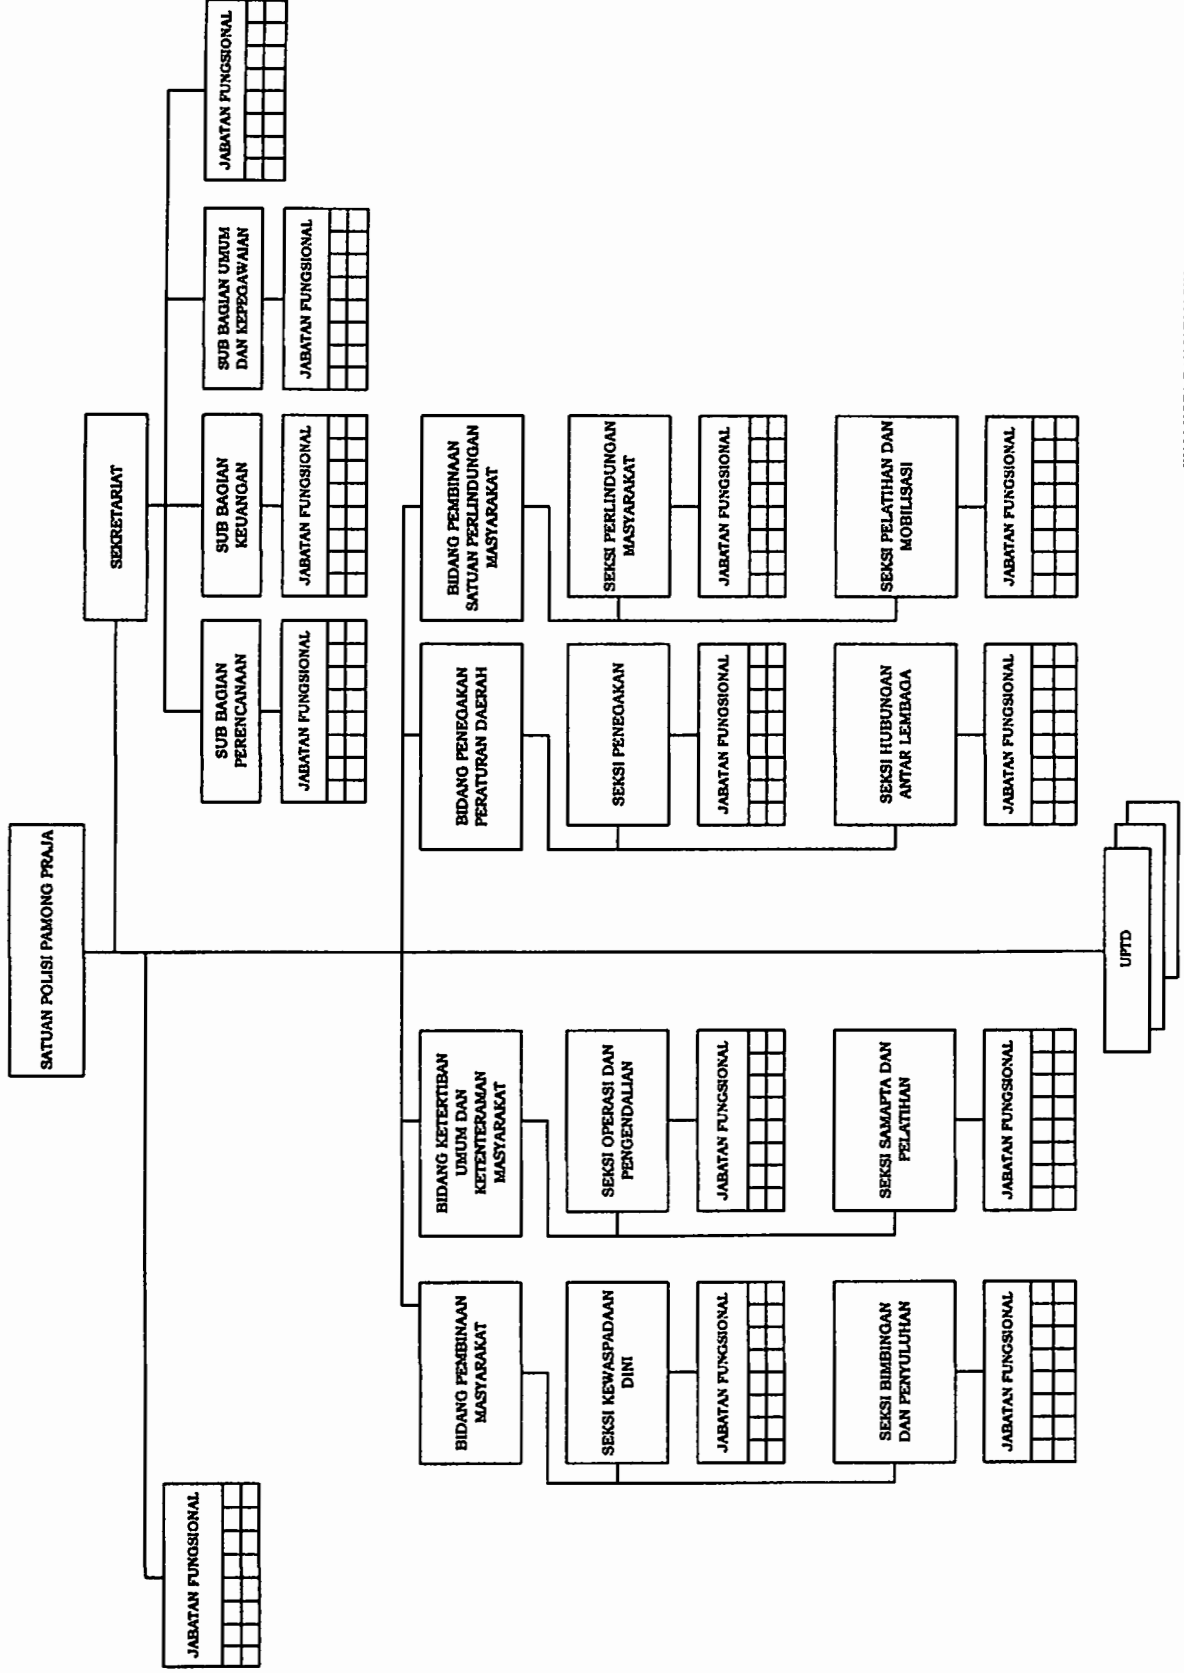 SATUAN POLISI PAMONG PRAJA
SEKRETARIAT
JABATAN FUNGSIONAL
SUB BAGIAN
PERENCANAAN
SUB BAGIAN
KEUANGAN
SUB BAGIAN UMUM
DAN KEPEGAWAIAN
JABATAN FUNGSIONAL
JABATAN FUNGSIONAL
JABATAN FUNGSIONAL
JABATAN FUNGSIONAL
BIDANG PEMBINAAN
MASYARAKAT
BIDANG KETERTIBAN
UMUM DAN
KETENTERAMAN
MASYARAKAT
BIDANG PENEGAKAN
PERATURAN DAERAH
BIDANG PEMBINAAN
SATUAN PERLINDUNGAN
MASYARAKAT
SEKSI KEWASPADAAN
DINI
SEKSI OPERASI DAN
PENGENDALIAN
SEKSI PENEGAKAN
SEKSI PERLINDUNGAN
MASYARAKAT
JABATAN FUNGSIONAL
JABATAN FUNGSIONAL
JABATAN FUNGSIONAL
JABATAN FUNGSIONAL
SEKSI BIMBINGAN
DAN PENYULUHAN
SEKSI SAMAPTA DAN
PELATIHAN
SEKSI HUBUNGAN
ANTAR LEMBAGA
SEKSI PELATIHAN DAN
MOBILISASI
JABATAN FUNGSIONAL
JABATAN FUNGSIONAL
JABATAN FUNGSIONAL
JABATAN FUNGSIONAL
UPTD